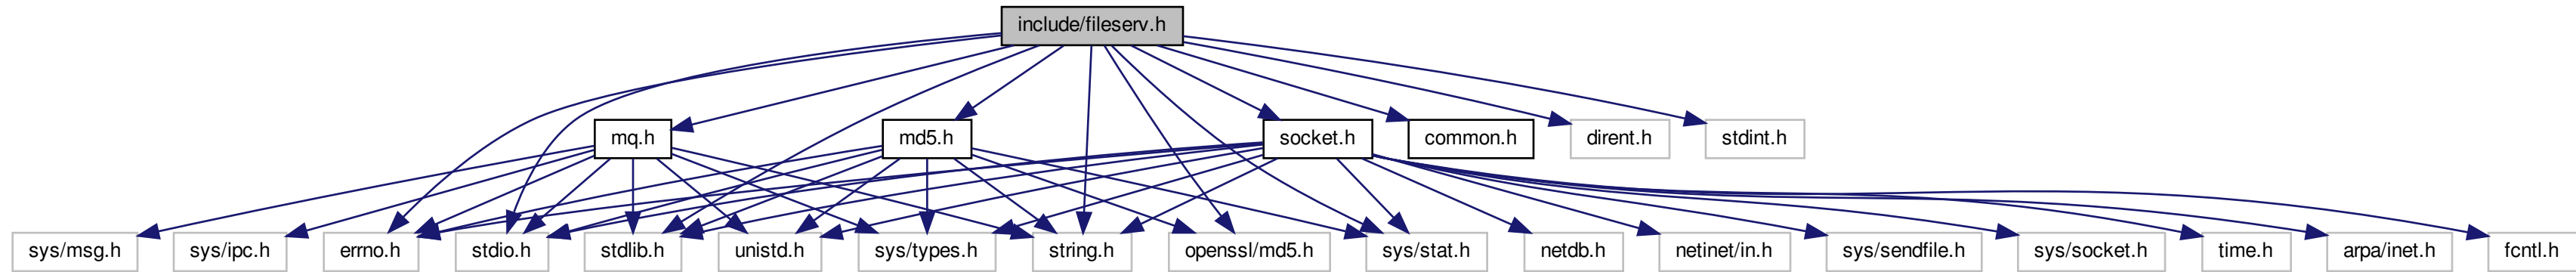 include/fileserv.h
mq.h
md5.h
socket.h
common.h
dirent.h
stdint.h
sys/msg.h
sys/ipc.h
errno.h
stdio.h
stdlib.h
unistd.h
sys/types.h
string.h
openssl/md5.h
sys/stat.h
netdb.h
netinet/in.h
sys/sendfile.h
sys/socket.h
time.h
arpa/inet.h
fcntl.h